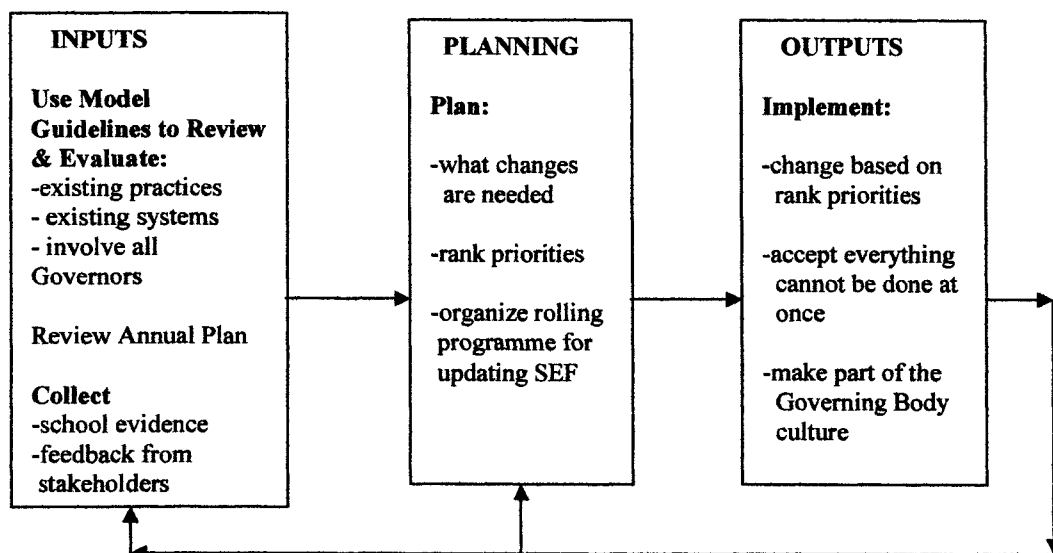 INPUTS
Use Model
Guidelines to Review
& Evaluate:
-existing practices
- existing systems
- involve all
Governors
Review Annual Plan
Collect
-school evidence
-feedback from
stakeholders
PLANNING
Plan:
-what changes
are needed
-rank priorities
-organize rolling
programme for
updating SEF
OUTPUTS
Implement:
-change based on
rank priorities
-accept everything
cannot be done at
once
-make part of the
Governing Body
culture